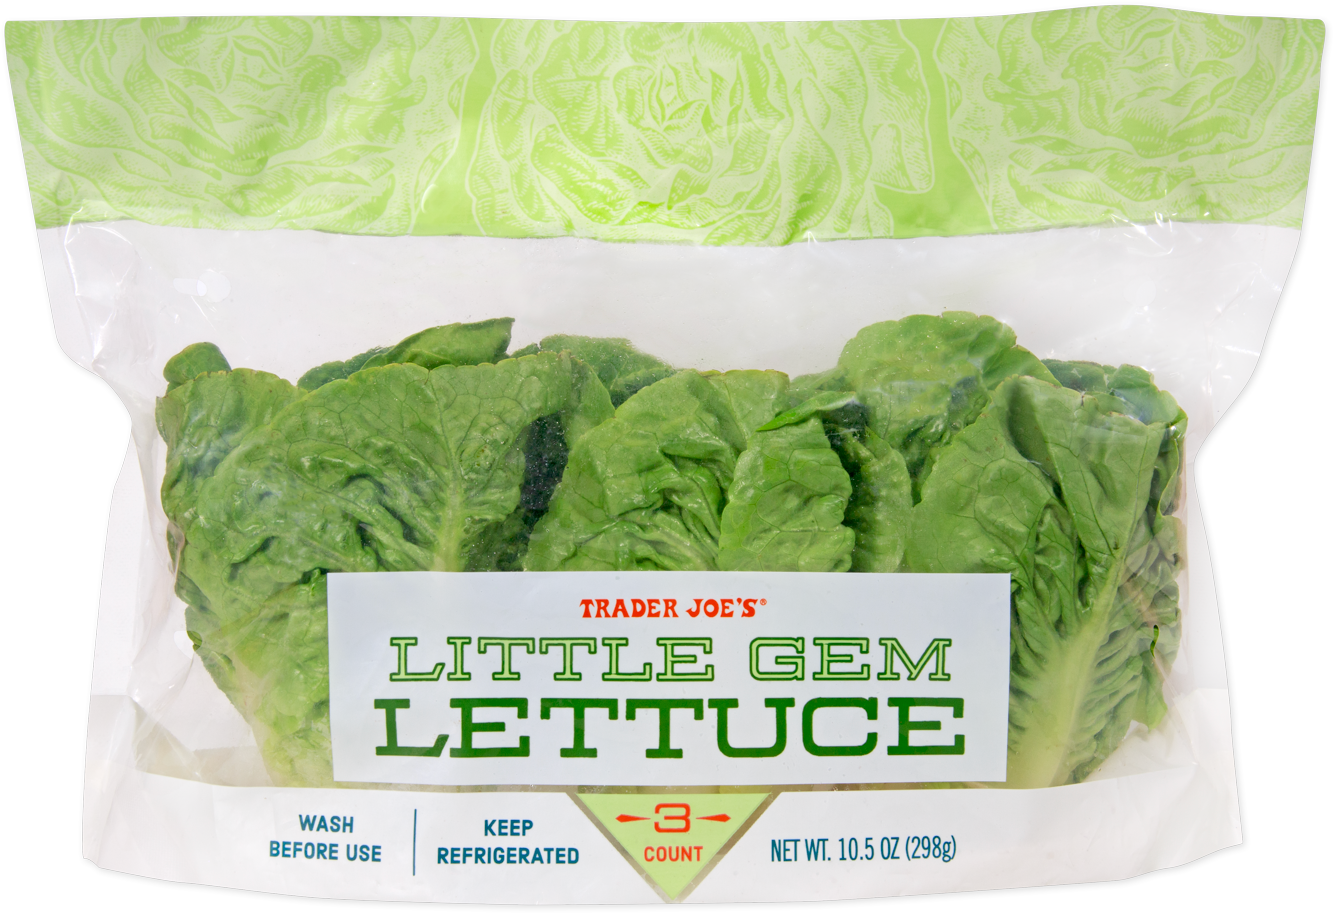 TRADER JOE'S®
LITTLE GEM
LETTUCE
WASH
BEFORE USE
KEEP
REFRIGERATED
3
COUNT
NET WT. 10.5 OZ (298g)